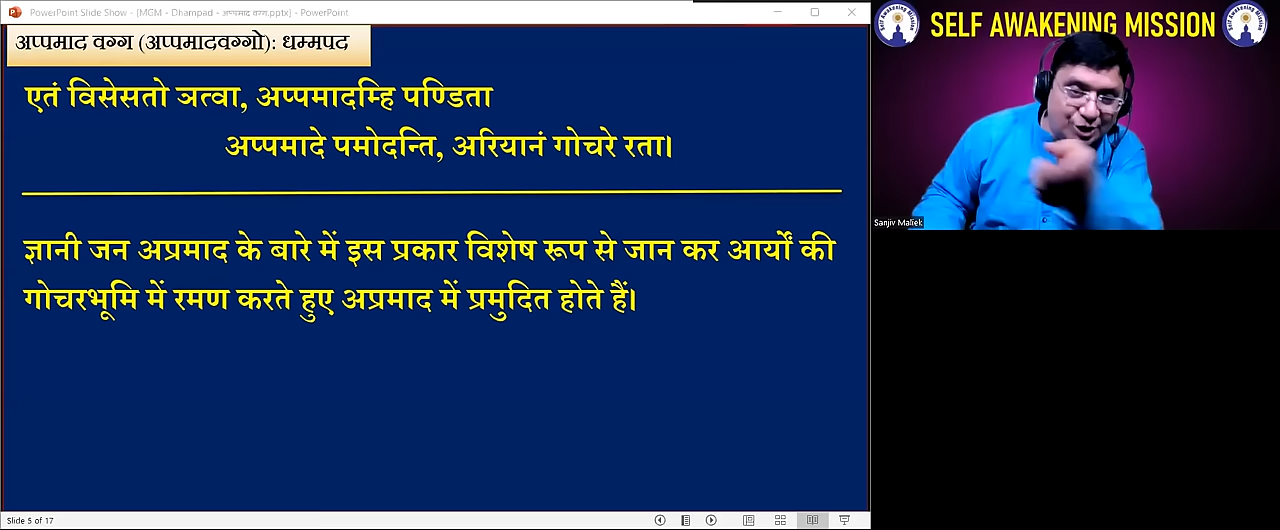 PowerPoint Slide Show - [MGM - Dhampad - अप्पमाद वग्ग.pptx] - PowerPoint
अप्पमाद वग्ग (अप्पमादवग्गो): धम्मपद
एतं विसेसतो ञत्वा, अप्पमादम्हि पण्डिता
अप्पमादे पमोदन्ति, अरियानं गोचरे रता।
ज्ञानी जन अप्रमाद के बारे में इस प्रकार विशेष रूप से जान कर आर्यों की
गोचरभूमि में रमण करते हुए अप्रमाद में प्रमुदित होते हैं।
Slide 5 of 17
SELF AWAKENING MISSION
Sanjiv Maliek